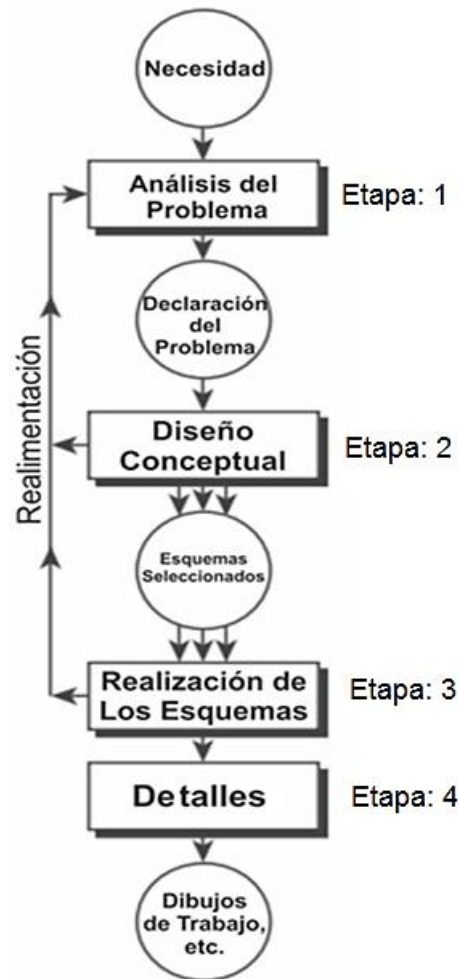 Necesidad
Análisis del
Problema
Etapa: 1
Declaración
del
Problema
Realimentación
Diseño
Conceptual
Etapa: 2
Esquemas
Seleccionados
Realización de
Los Esquemas
Etapa: 3
Detalles
Etapa: 4
Dibujos
de Trabajo,
etc.